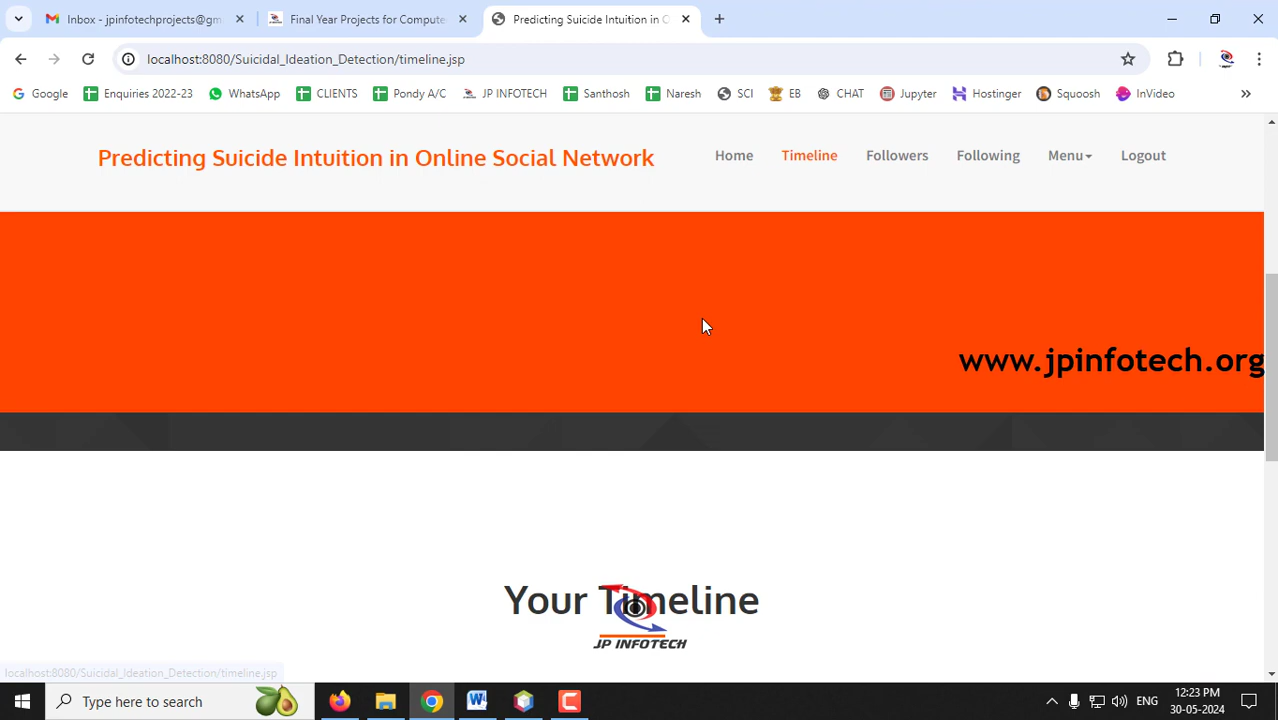 Inbox - jpinfotechprojects@gm
Final Year Projects for Compute
Predicting Suicide Intuition in O
localhost:8080/Suicidal_Ideation_Detection/timeline.jsp
Google Enquiries 2022-23 WhatsApp CLIENTS Pondy A/C JP INFOTECH Santhosh Naresh SCI EB CHAT Jupyter Hostinger Squoosh InVideo
Predicting Suicide Intuition in Online Social Network
Home Timeline Followers Following Menu Logout
www.jpinfotech.org
Your Timeline
JP INFOTECH
localhost:8080/Suicidal_Ideation_Detection/timeline.jsp
Type here to search
ENG
12:23 PM
30-05-2024